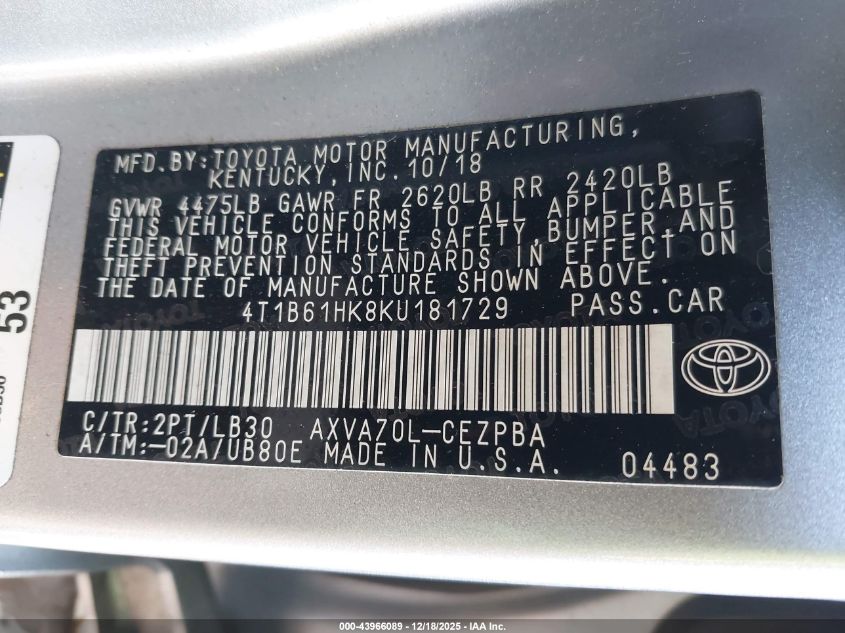 MFD. BY: TOYOTA MOTOR MANUFACTURING,
KENTUCKY, INC. 10/18
GVWR 4475LB GAWR FR 2620LB RR 2420LB
THIS VEHICLE CONFORMS TO ALL APPLICABLE
FEDERAL MOTOR VEHICLE SAFETY, BUMPER, AND
THEFT PREVENTION STANDARDS IN EFFECT ON
THE DATE OF MANUFACTURE SHOWN ABOVE.
4T1B61HK8KU181729 PASS. CAR
C/TR: 2PT/LB30 AXVA70L-CEZPBA
A/TM: -02A/UB80E MADE IN U.S.A. 04483
53
000-43966089 | 12/18/2025 - IAA Inc.